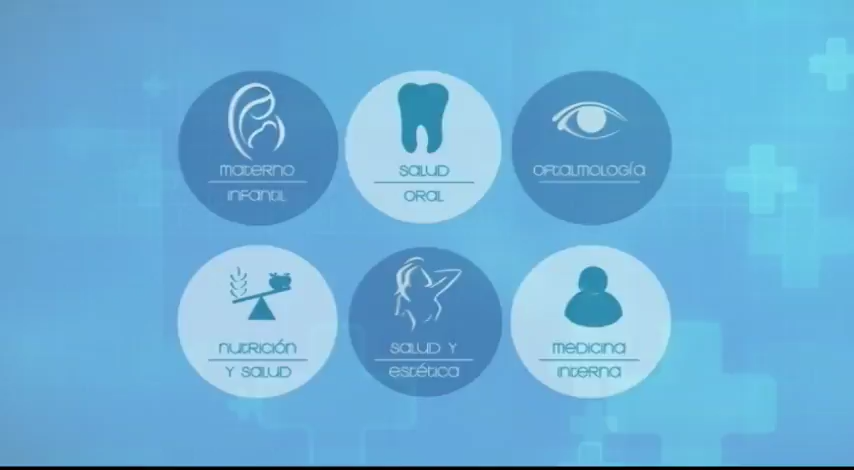 materno
infantil
salud
oral
oftalmología
nutrición
y salud
salud y
estética
medicina
interna